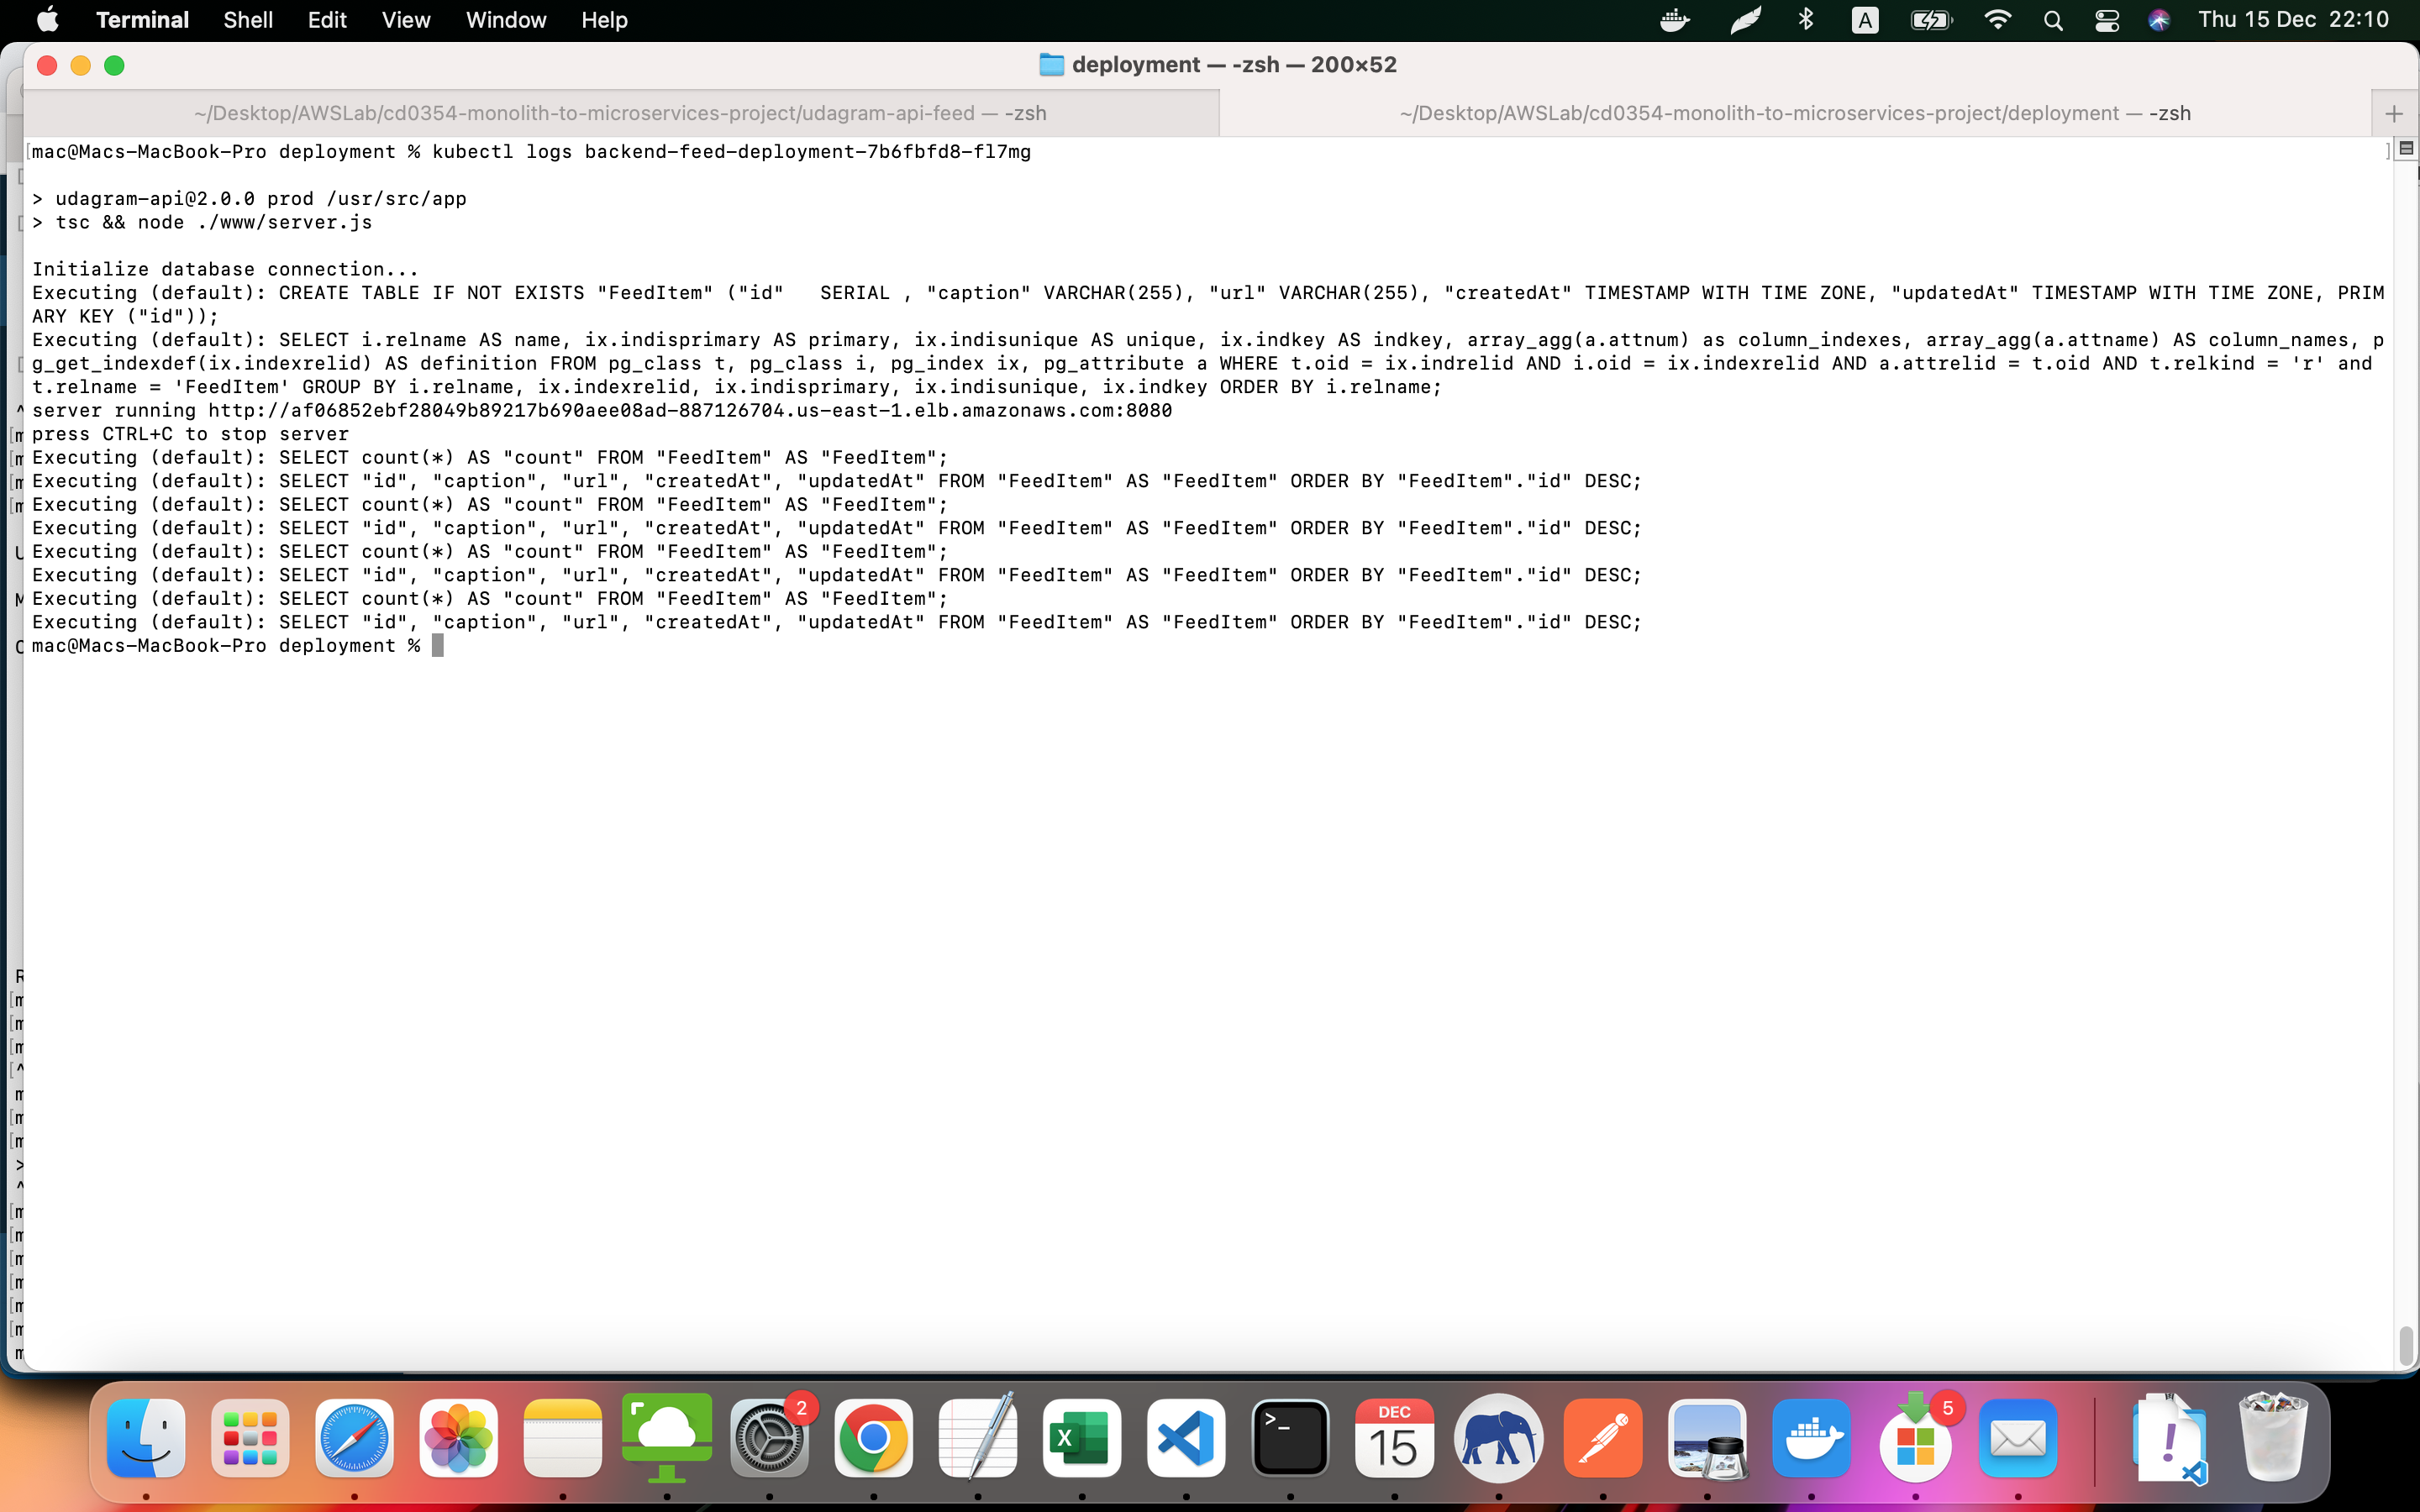 Terminal Shell Edit View Window Help A Thu 15 Dec 22:10
deployment — -zsh — 200×52
~/Desktop/AWSLab/cd0354-monolith-to-microservices-project/udagram-api-feed — -zsh
~/Desktop/AWSLab/cd0354-monolith-to-microservices-project/deployment — -zsh
[mac@Macs-MacBook-Pro deployment % kubectl logs backend-feed-deployment-7b6fbfd8-fl7mg ]
> udagram-api@2.0.0 prod /usr/src/app
> tsc && node ./www/server.js
Initialize database connection...
Executing (default): CREATE TABLE IF NOT EXISTS "FeedItem" ("id"   SERIAL , "caption" VARCHAR(255), "url" VARCHAR(255), "createdAt" TIMESTAMP WITH TIME ZONE, "updatedAt" TIMESTAMP WITH TIME ZONE, PRIM
ARY KEY ("id"));
Executing (default): SELECT i.relname AS name, ix.indisprimary AS primary, ix.indisunique AS unique, ix.indkey AS indkey, array_agg(a.attnum) as column_indexes, array_agg(a.attname) AS column_names, p
g_get_indexdef(ix.indexrelid) AS definition FROM pg_class t, pg_class i, pg_index ix, pg_attribute a WHERE t.oid = ix.indrelid AND i.oid = ix.indexrelid AND a.attrelid = t.oid AND t.relkind = 'r' and
t.relname = 'FeedItem' GROUP BY i.relname, ix.indexrelid, ix.indisprimary, ix.indisunique, ix.indkey ORDER BY i.relname;
server running http://af06852ebf28049b89217b690aee08ad-887126704.us-east-1.elb.amazonaws.com:8080
press CTRL+C to stop server
Executing (default): SELECT count(*) AS "count" FROM "FeedItem" AS "FeedItem";
Executing (default): SELECT "id", "caption", "url", "createdAt", "updatedAt" FROM "FeedItem" AS "FeedItem" ORDER BY "FeedItem"."id" DESC;
Executing (default): SELECT count(*) AS "count" FROM "FeedItem" AS "FeedItem";
Executing (default): SELECT "id", "caption", "url", "createdAt", "updatedAt" FROM "FeedItem" AS "FeedItem" ORDER BY "FeedItem"."id" DESC;
Executing (default): SELECT count(*) AS "count" FROM "FeedItem" AS "FeedItem";
Executing (default): SELECT "id", "caption", "url", "createdAt", "updatedAt" FROM "FeedItem" AS "FeedItem" ORDER BY "FeedItem"."id" DESC;
Executing (default): SELECT count(*) AS "count" FROM "FeedItem" AS "FeedItem";
Executing (default): SELECT "id", "caption", "url", "createdAt", "updatedAt" FROM "FeedItem" AS "FeedItem" ORDER BY "FeedItem"."id" DESC;
mac@Macs-MacBook-Pro deployment %
2
X
>_
DEC
15
5
!